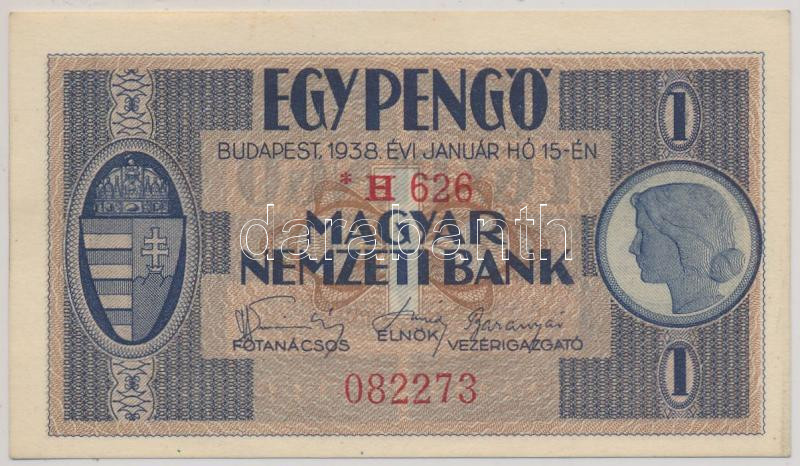 EGY PENGŐ
1
BUDAPEST, 1938. ÉVI JANUÁR HÓ 15-ÉN
* H 626
darabanth
MAGYAR
NEMZETI BANK
Baranyai
FŐTANÁCSOS ELNÖK VEZÉRIGAZGATÓ
082273
1